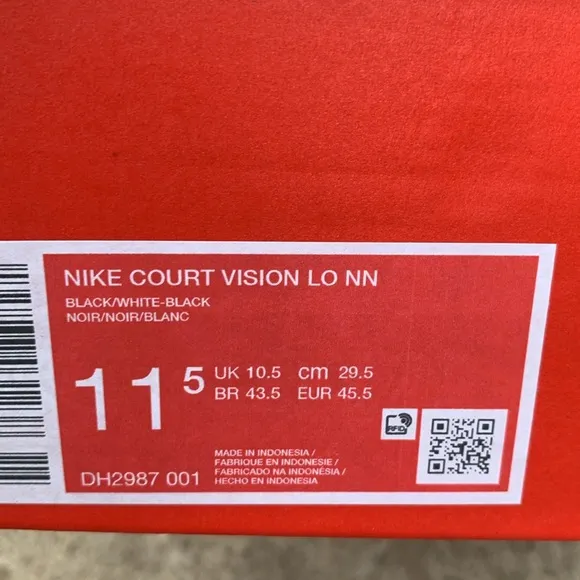 NIKE COURT VISION LO NN
BLACK/WHITE-BLACK
NOIR/NOIR/BLANC
11 5
UK 10.5 cm 29.5
BR 43.5 EUR 45.5
RFID
DH2987 001
MADE IN INDONESIA /
FABRIQUE EN INDONESIE /
FABRICADO NA INDONÉSIA /
HECHO EN INDONESIA